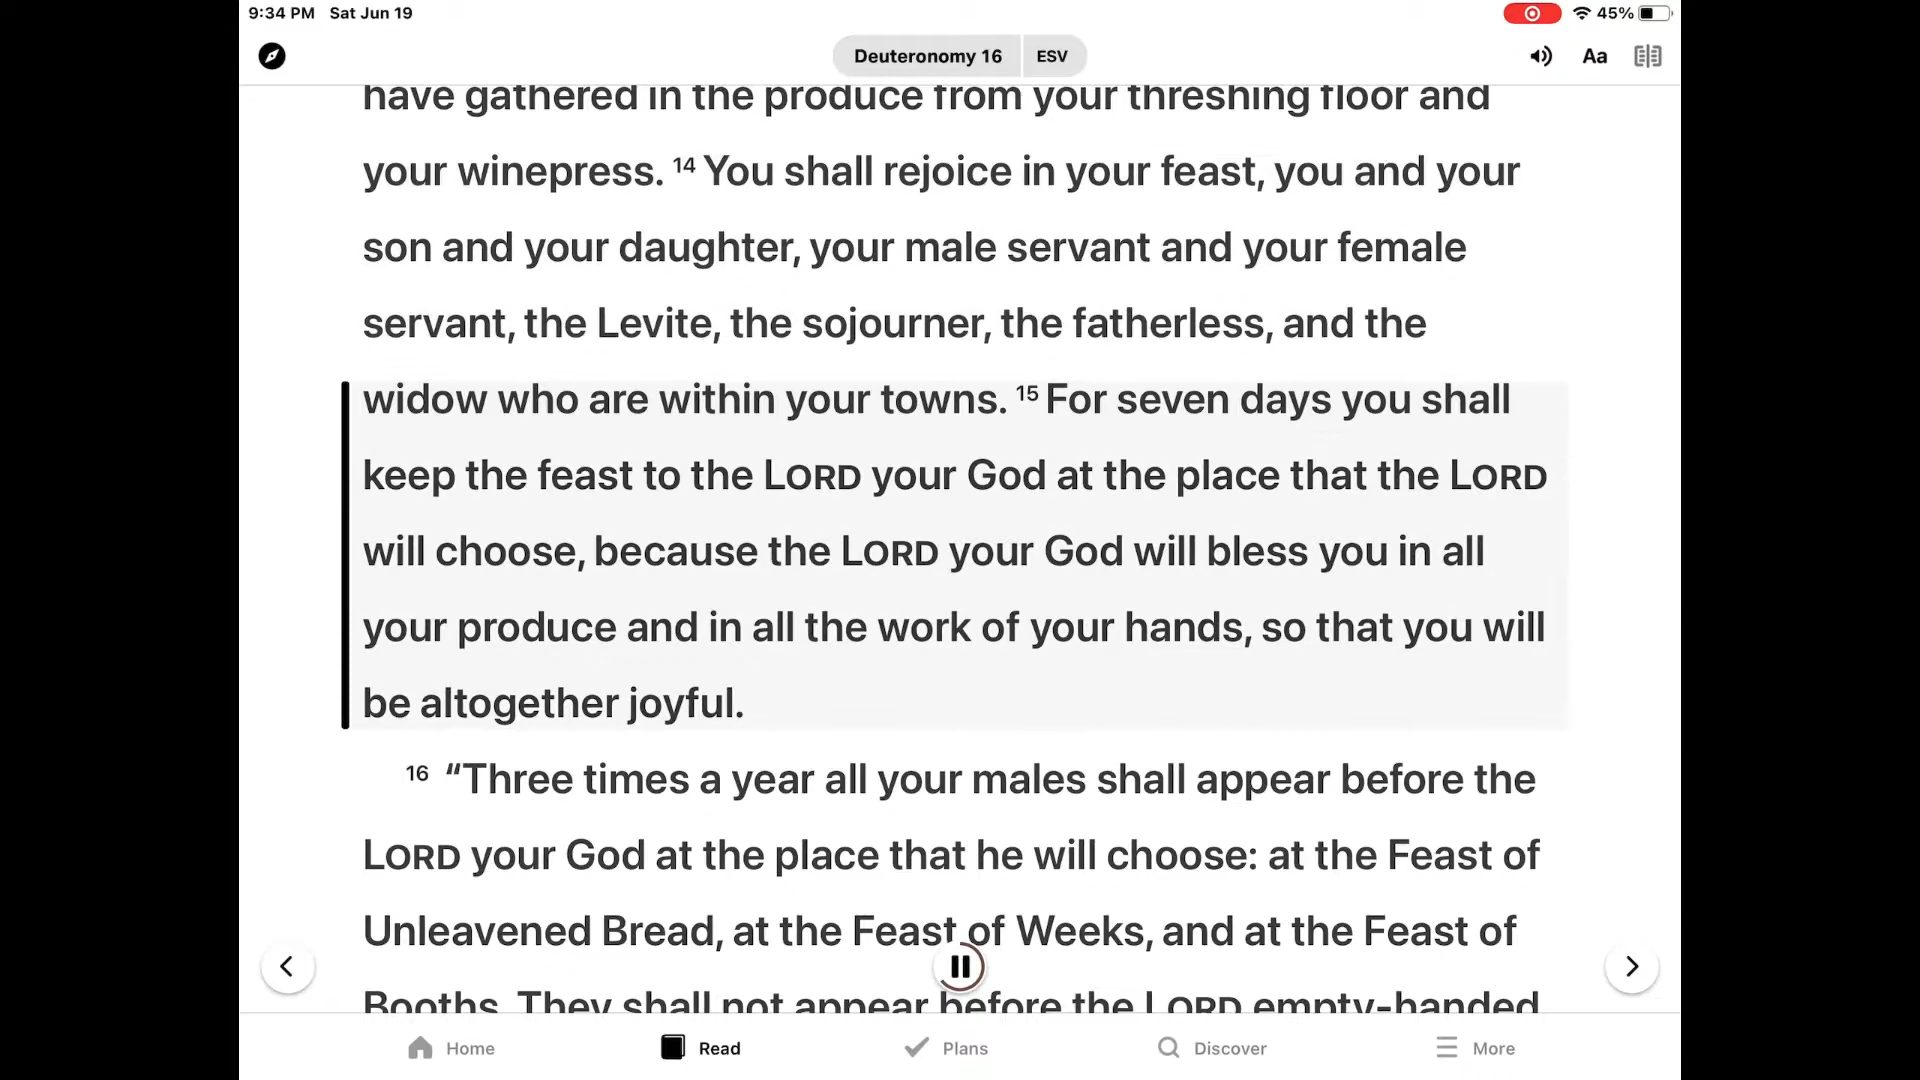 9:34 PM Sat Jun 19
45%
Deuteronomy 16 ESV
Aa
have gathered in the produce from your threshing floor and
your winepress. 14 You shall rejoice in your feast, you and your
son and your daughter, your male servant and your female
servant, the Levite, the sojourner, the fatherless, and the
widow who are within your towns. 15 For seven days you shall
keep the feast to the LORD your God at the place that the LORD
will choose, because the LORD your God will bless you in all
your produce and in all the work of your hands, so that you will
be altogether joyful.
16 “Three times a year all your males shall appear before the
LORD your God at the place that he will choose: at the Feast of
Unleavened Bread, at the Feast of Weeks, and at the Feast of
Booths. They shall not appear before the LORD empty-handed
Home Read Plans Discover More